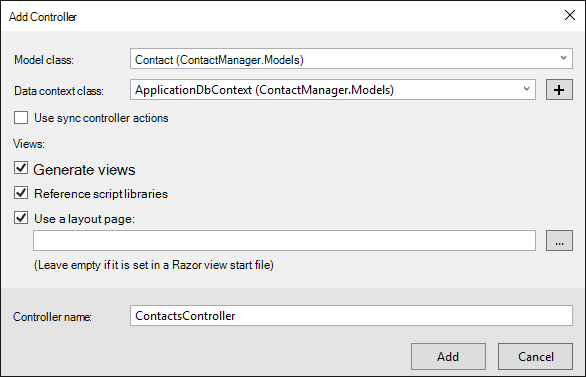 Add Controller
Model class: Contact (ContactManager.Models)
Data context class: ApplicationDbContext (ContactManager.Models) +
Use sync controller actions
Views:
Generate views
Reference script libraries
Use a layout page:
...
(Leave empty if it is set in a Razor view start file)
Controller name: ContactsController
Add Cancel